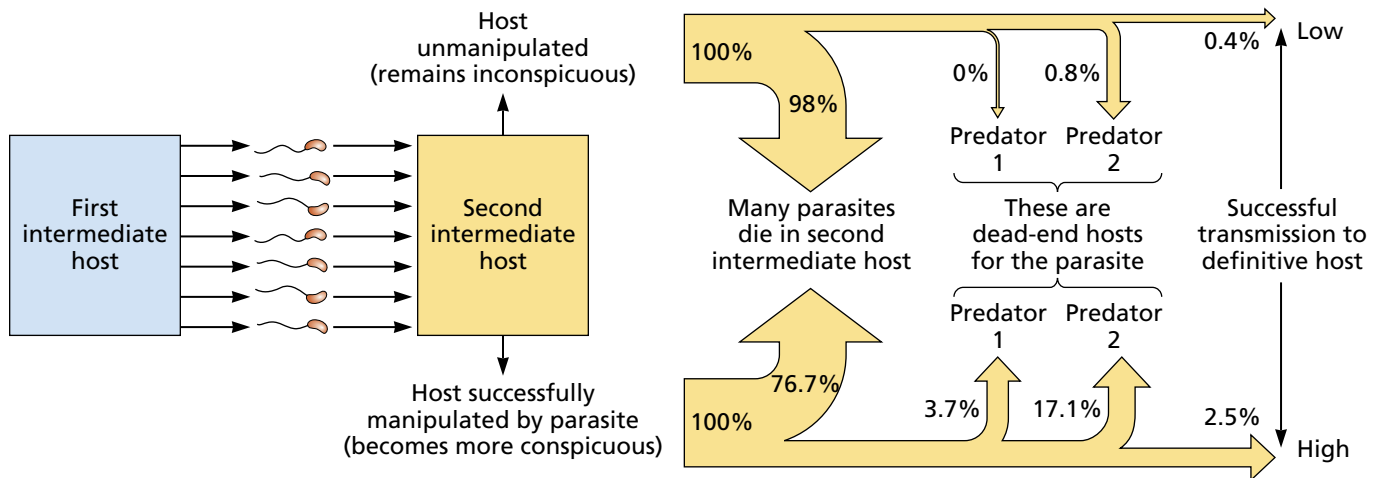 Host
unmanipulated
(remains inconspicuous)
First
intermediate
host
Second
intermediate
host
Host successfully
manipulated by parasite
(becomes more conspicuous)
100%
98%
0%
0.8%
0.4%
Low
Predator
1
Predator
2
Many parasites
die in second
intermediate host
These are
dead-end hosts
for the parasite
Successful
transmission to
definitive host
Predator
1
Predator
2
76.7%
100%
3.7%
17.1%
2.5%
High